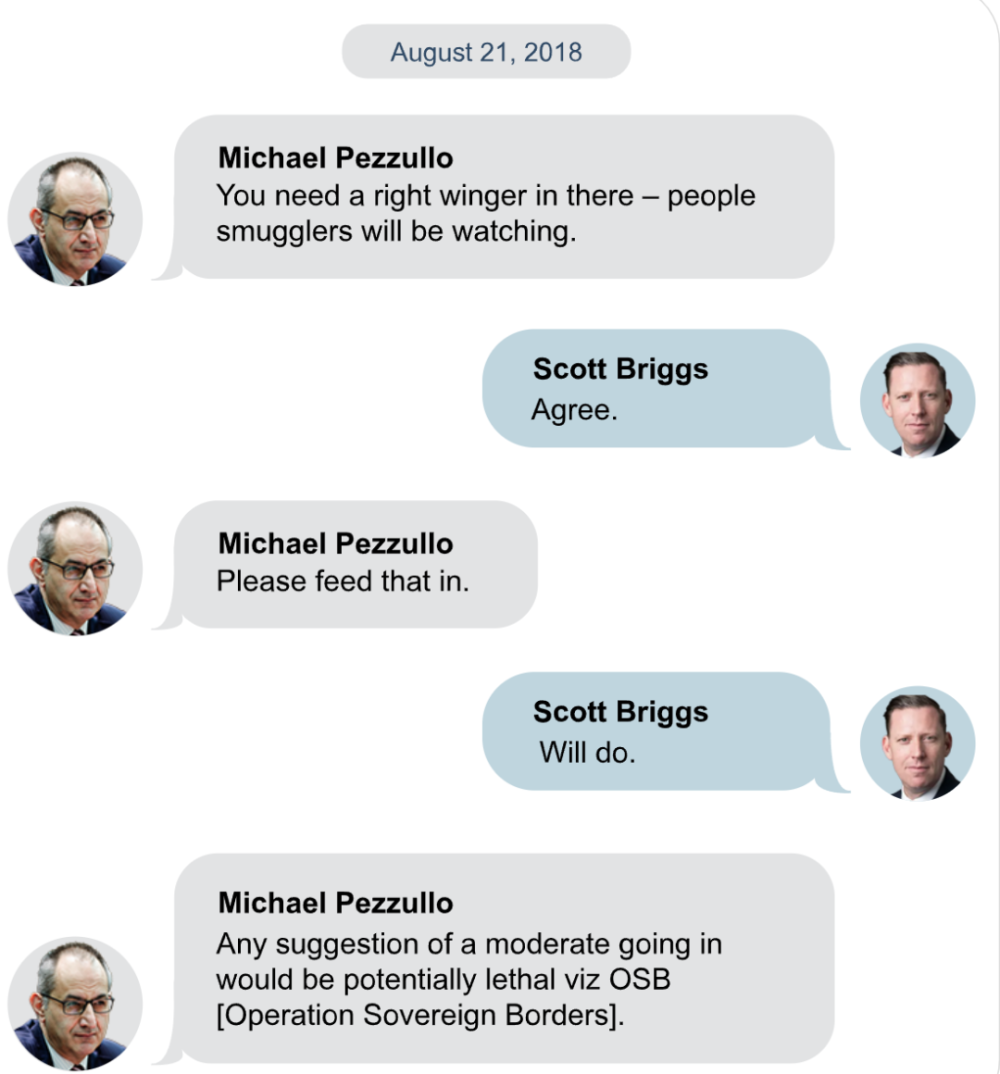 August 21, 2018
Michael Pezzullo
You need a right winger in there – people
smugglers will be watching.
Scott Briggs
Agree.
Michael Pezzullo
Please feed that in.
Scott Briggs
Will do.
Michael Pezzullo
Any suggestion of a moderate going in
would be potentially lethal viz OSB
[Operation Sovereign Borders].